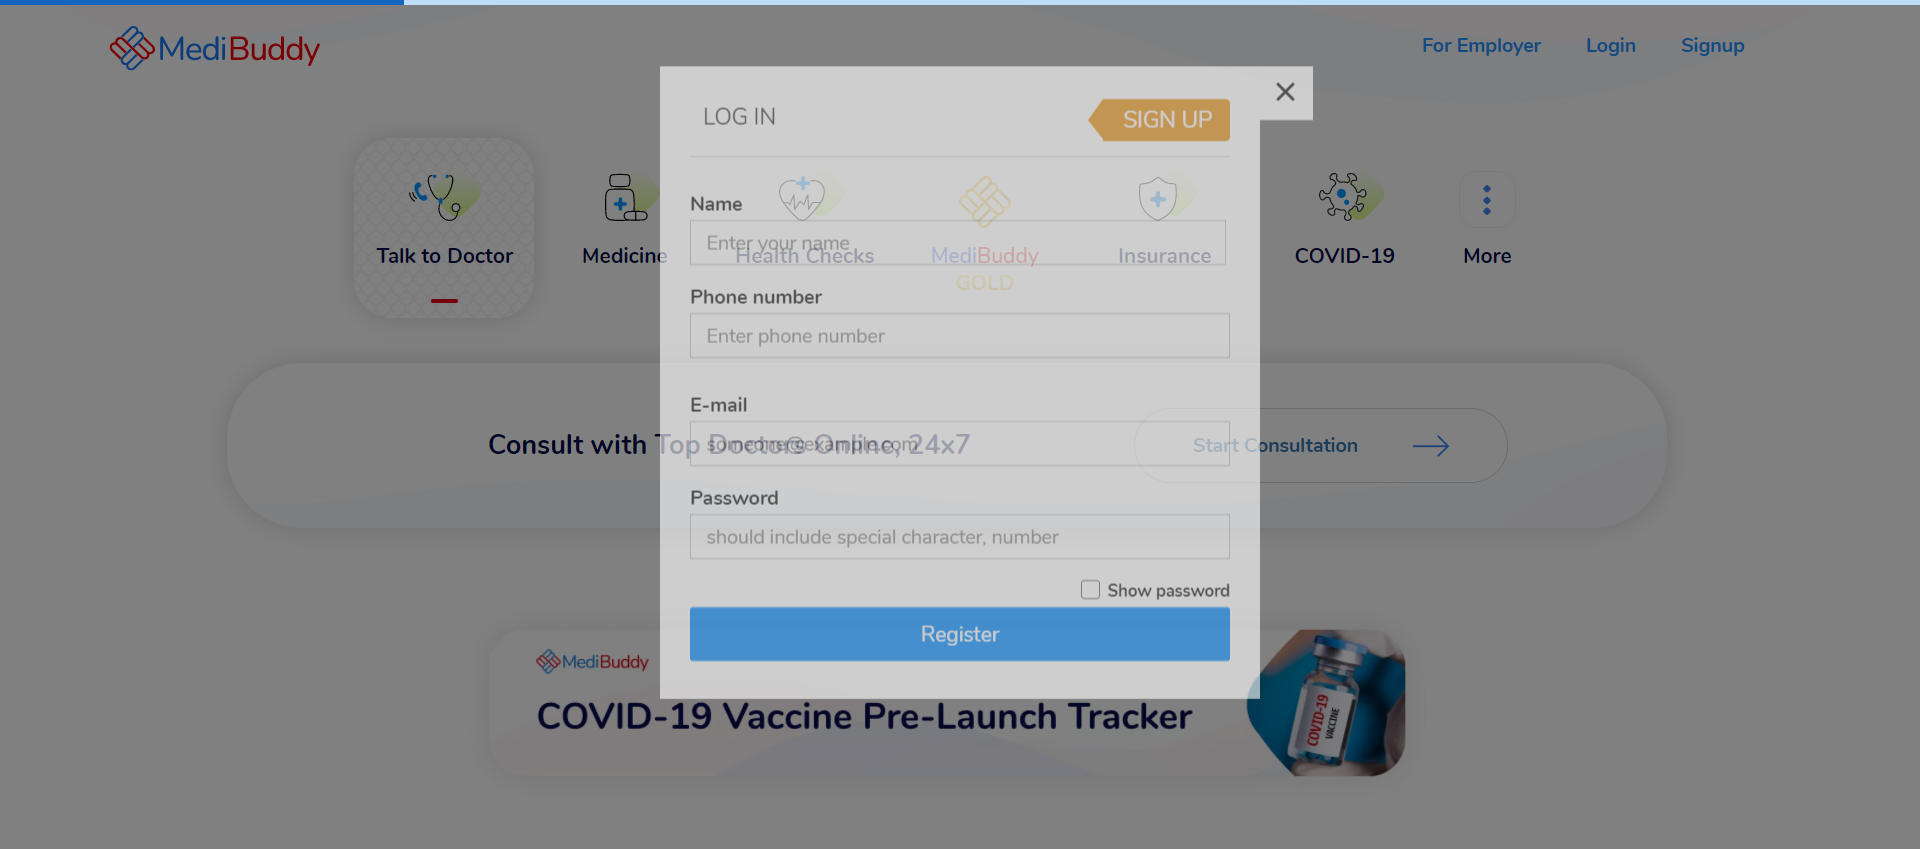 MediBuddy
For Employer Login Signup
LOG IN
SIGN UP
Talk to Doctor
Medicine
Health Checks
MediBuddy
GOLD
Insurance
COVID-19
More
Name
Enter your name
Phone number
Enter phone number
E-mail
someone@example.com
Consult with Top Doctors Online, 24x7
Start Consultation
Password
should include special character, number
Show password
Register
MediBuddy
COVID-19 Vaccine Pre-Launch Tracker
COVID-19
VACCINE